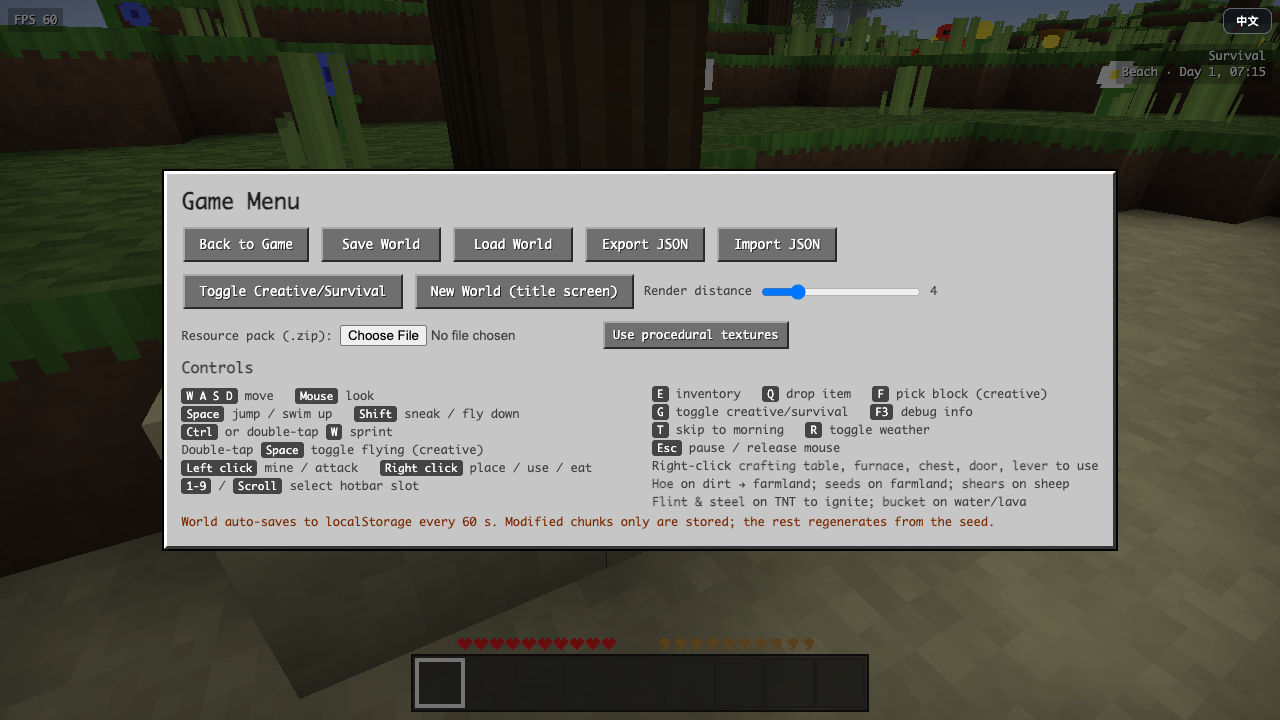 FPS 60
中文
Survival
Beach · Day 1, 07:15
Game Menu
Back to Game Save World Load World Export JSON Import JSON
Toggle Creative/Survival New World (title screen) Render distance 4
Resource pack (.zip): Choose File No file chosen Use procedural textures
Controls
W A S D move Mouse look
Space jump / swim up Shift sneak / fly down
Ctrl or double-tap W sprint
Double-tap Space toggle flying (creative)
Left click mine / attack Right click place / use / eat
1-9 / Scroll select hotbar slot
E inventory Q drop item F pick block (creative)
G toggle creative/survival F3 debug info
T skip to morning R toggle weather
Esc pause / release mouse
Right-click crafting table, furnace, chest, door, lever to use
Hoe on dirt → farmland; seeds on farmland; shears on sheep
Flint & steel on TNT to ignite; bucket on water/lava
World auto-saves to localStorage every 60 s. Modified chunks only are stored; the rest regenerates from the seed.